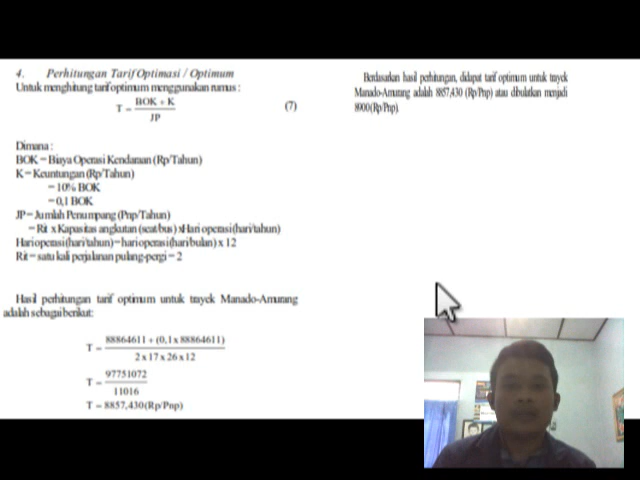 4. Perhitungan Tarif Optimasi / Optimum
Untuk menghitung tarif optimum menggunakan rumus :
T = BOK + K / JP (7)
Dimana :
BOK = Biaya Operasi Kendaraan (Rp/Tahun)
K = Keuntungan (Rp/Tahun)
= 10% BOK
= 0,1 BOK
JP = Jumlah Penumpang (Pnp/Tahun)
= Rit x Kapasitas angkutan (seat/bus) x Hari operasi (hari/tahun)
Hari operasi (hari/tahun) = hari operasi (hari/bulan) x 12
Rit = satu kali perjalanan pulang-pergi = 2
Hasil perhitungan tarif optimum untuk trayek Manado-Amurang
adalah sebagai berikut:
T = 88864611 + (0,1 x 88864611) / 2 x 17 x 26 x 12
T = 97751072 / 11016
T = 8857,430 (Rp/Pnp)
Berdasarkan hasil perhitungan, didapat tarif optimum untuk trayek
Manado-Amurang adalah 8857,430 (Rp/Pnp) atau dibulatkan menjadi
8900 (Rp/Pnp).